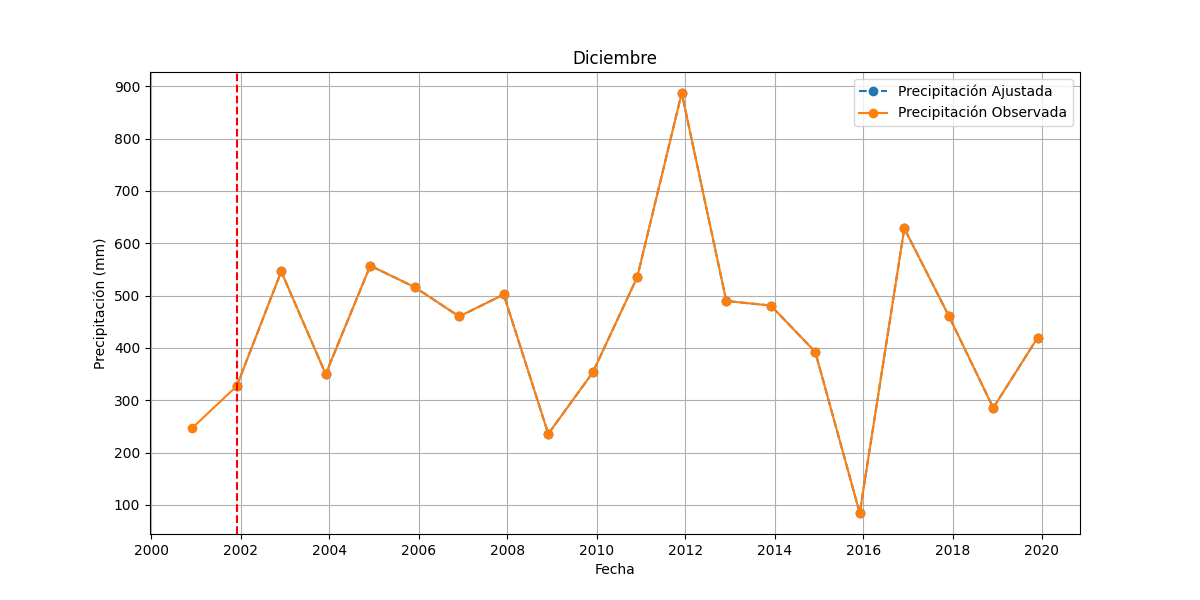 Diciembre
Precipitación Ajustada
Precipitación Observada
Precipitación (mm)
900
800
700
600
500
400
300
200
100
2000 2002 2004 2006 2008 2010 2012 2014 2016 2018 2020
Fecha